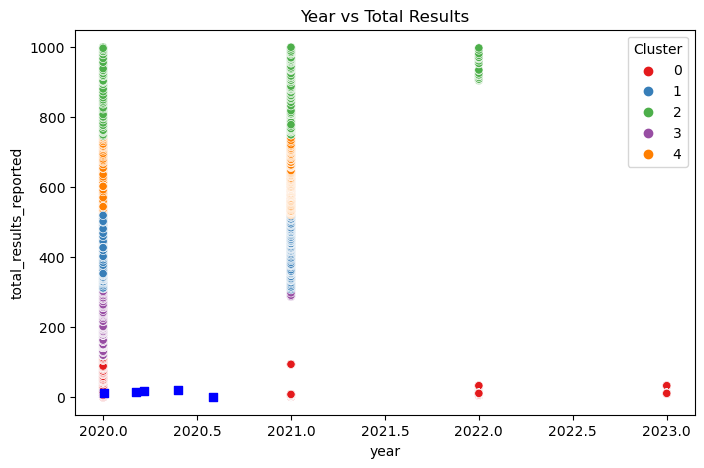 Year vs Total Results
1000
800
600
400
200
0
total_results_reported
Cluster
0
1
2
3
4
2020.0 2020.5 2021.0 2021.5 2022.0 2022.5 2023.0
year